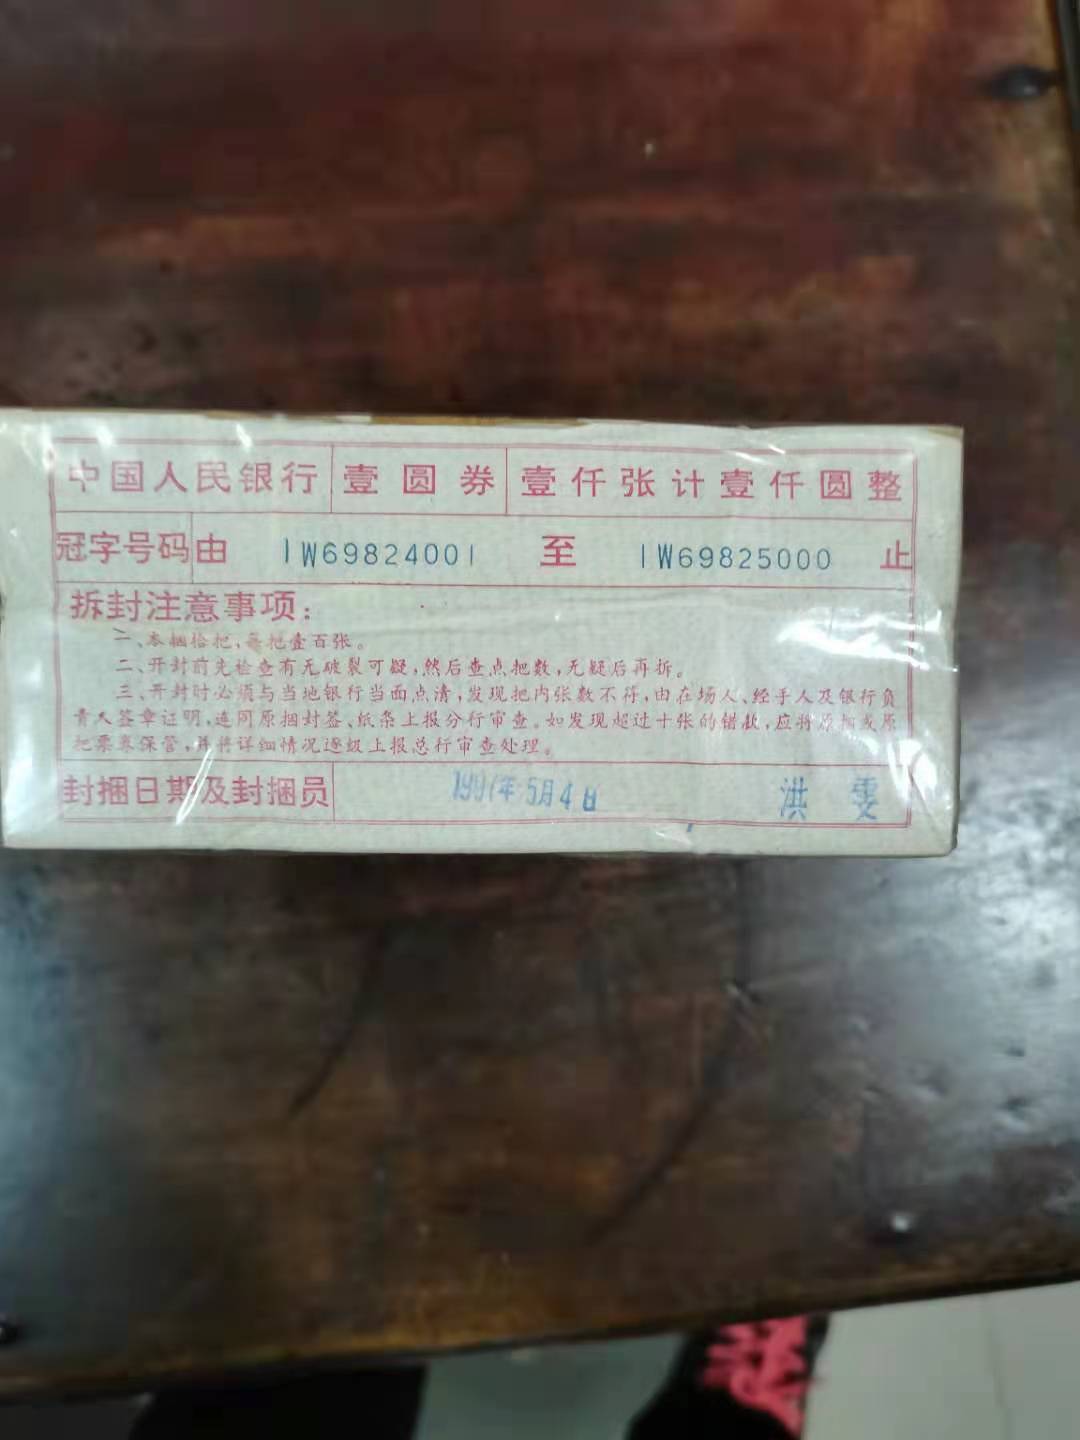 中国人民银行 壹圆券 壹仟张计壹仟圆整
冠字号码 由 IW69824001 至 IW69825000 止
拆封注意事项：
一、本捆拾把，每把壹百张。
二、开封前先检查有无破裂可疑，然后查点把数，无疑后再拆。
三、开封时必须与当地银行当面点清，发现把内张数不符，由在场人、经手人及银行负
责人签章证明，连同原捆封签、纸条上报分行审查。如发现超过十张的错款，应将原捆或原
把票券保管，并将详细情况逐级上报总行审查处理。
封捆日期及封捆员 5月4日 洪雯